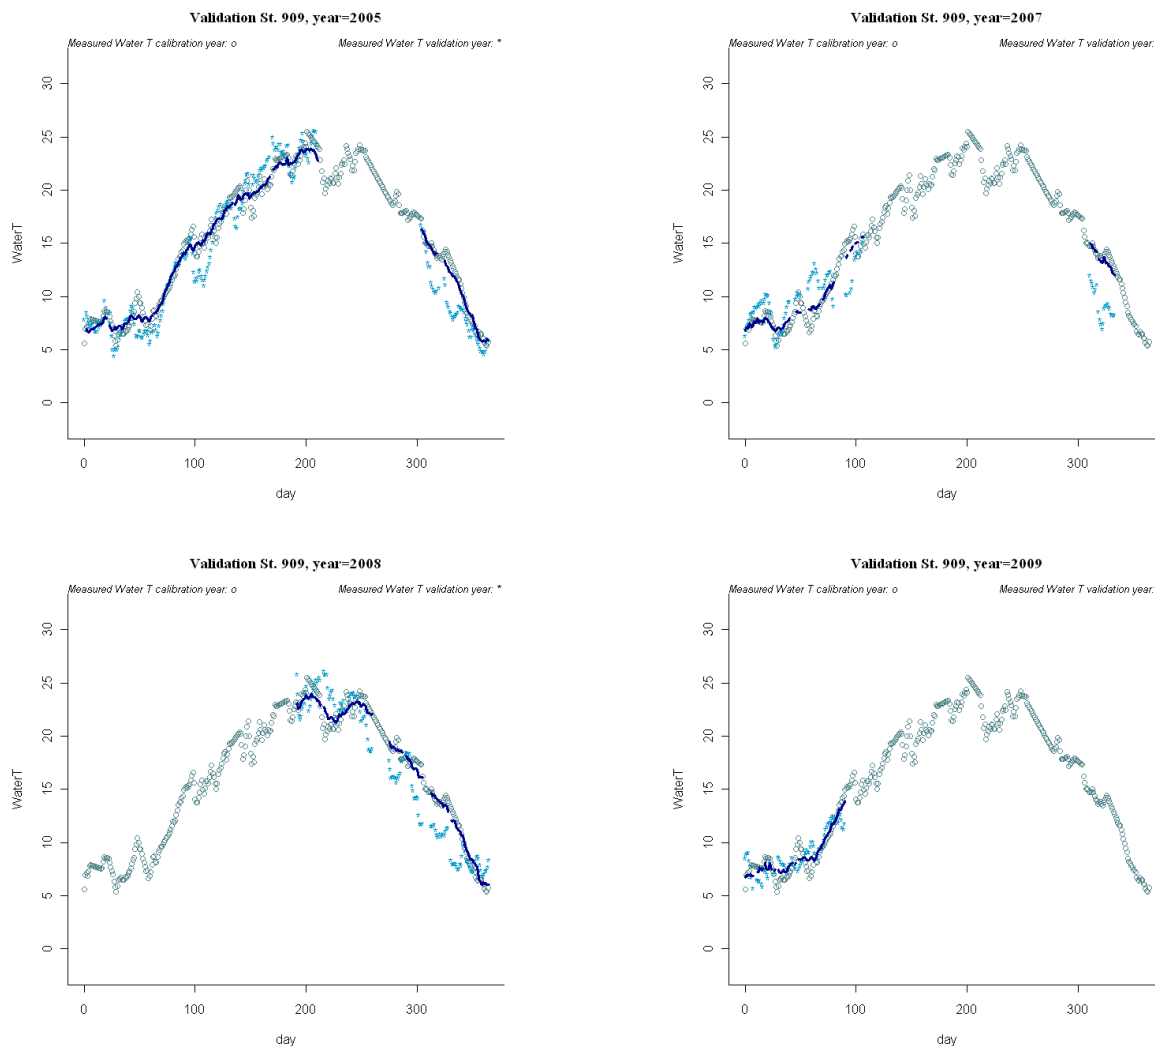 Validation St. 909, year=2005
Measured Water T calibration year: o
Measured Water T validation year: *
WaterT
30
25
20
15
10
5
0
0 100 200 300
day
Validation St. 909, year=2007
Measured Water T calibration year: o
Measured Water T validation year:
WaterT
30
25
20
15
10
5
0
0 100 200 300
day
Validation St. 909, year=2008
Measured Water T calibration year: o
Measured Water T validation year: *
WaterT
30
25
20
15
10
5
0
0 100 200 300
day
Validation St. 909, year=2009
Measured Water T calibration year: o
Measured Water T validation year:
WaterT
30
25
20
15
10
5
0
0 100 200 300
day